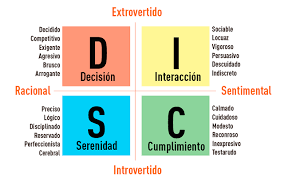 Extrovertido
Decidido
Competitivo
Exigente
Agresivo
Brusco
Arrogante
D
Decisión
I
Interacción
Sociable
Locuaz
Vigoroso
Persuasivo
Descuidado
Indiscreto
Racional
Sentimental
Preciso
Lógico
Disciplinado
Reservado
Perfeccionista
Cerebral
S
Serenidad
C
Cumplimiento
Calmado
Cuidadoso
Modesto
Reconroso
Inexpresivo
Testarudo
Introvertido